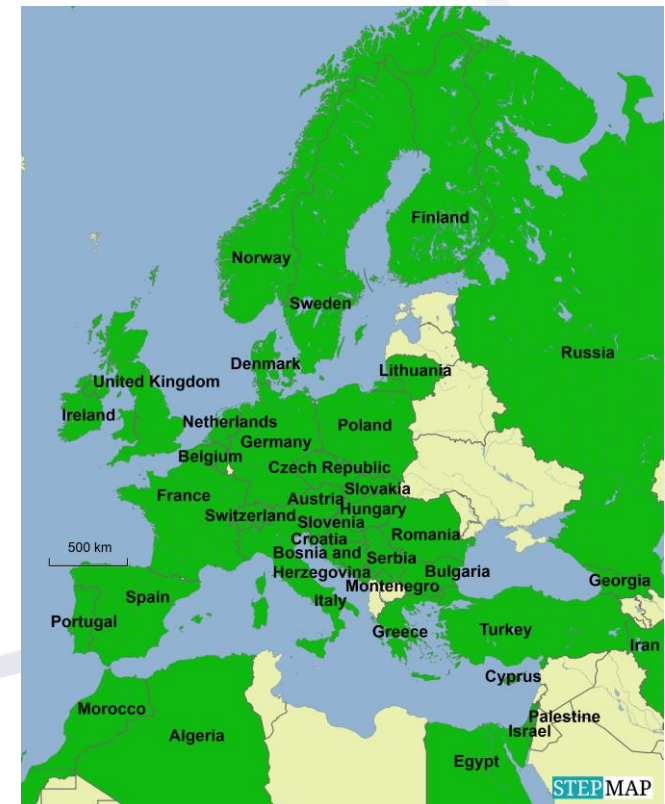 Finland
Norway
Sweden
Denmark
Lithuania
Russia
United Kingdom
Ireland
Netherlands
Poland
Germany
Belgium
Czech Republic
France
Slovakia
Austria
Hungary
Switzerland
Slovenia
Romania
Croatia
500 km
Bosnia and
Herzegovina
Serbia
Bulgaria
Montenegro
Georgia
Spain
Italy
Portugal
Greece
Turkey
Iran
Cyprus
Morocco
Palestine
Israel
Algeria
Egypt
STEPMAP